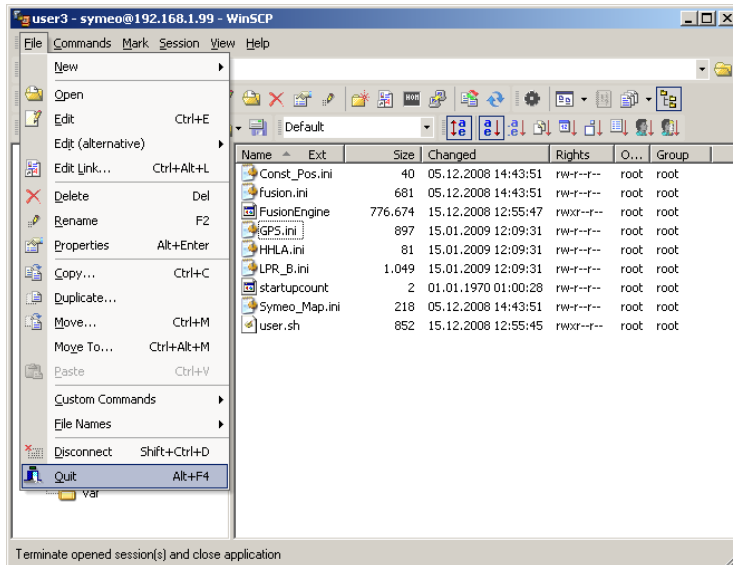 user3 - symeo@192.168.1.99 - WinSCP
File Commands Mark Session View Help
New
Open
Edit Ctrl+E
Edit (alternative)
Edit Link... Ctrl+Alt+L
Delete Del
Rename F2
Properties Alt+Enter
Copy... Ctrl+C
Duplicate...
Move... Ctrl+M
Move To... Ctrl+Alt+M
Paste Ctrl+V
Custom Commands
File Names
Disconnect Shift+Ctrl+D
Quit Alt+F4
var
Default
Name Ext Size Changed Rights O... Group
Const_Pos.ini 40 05.12.2008 14:43:51 rw-r--r-- root root
fusion.ini 681 05.12.2008 14:43:51 rw-r--r-- root root
FusionEngine 776.674 15.12.2008 12:55:47 rwxr--r-- root root
GPS.ini 897 15.01.2009 12:09:31 rw-r--r-- root root
HHLA.ini 81 15.01.2009 12:09:31 rw-r--r-- root root
LPR_B.ini 1.049 15.01.2009 12:09:31 rw-r--r-- root root
startupcount 2 01.01.1970 01:00:28 rw-r--r-- root root
Symeo_Map.ini 218 05.12.2008 14:43:51 rw-r--r-- root root
user.sh 852 15.12.2008 12:55:45 rwxr--r-- root root
Terminate opened session(s) and close application